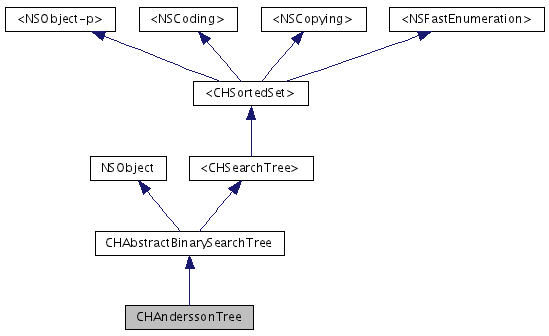 <NSObject-p>
<NSCoding>
<NSCopying>
<NSFastEnumeration>
<CHSortedSet>
NSObject
<CHSearchTree>
CHAbstractBinarySearchTree
CHAnderssonTree